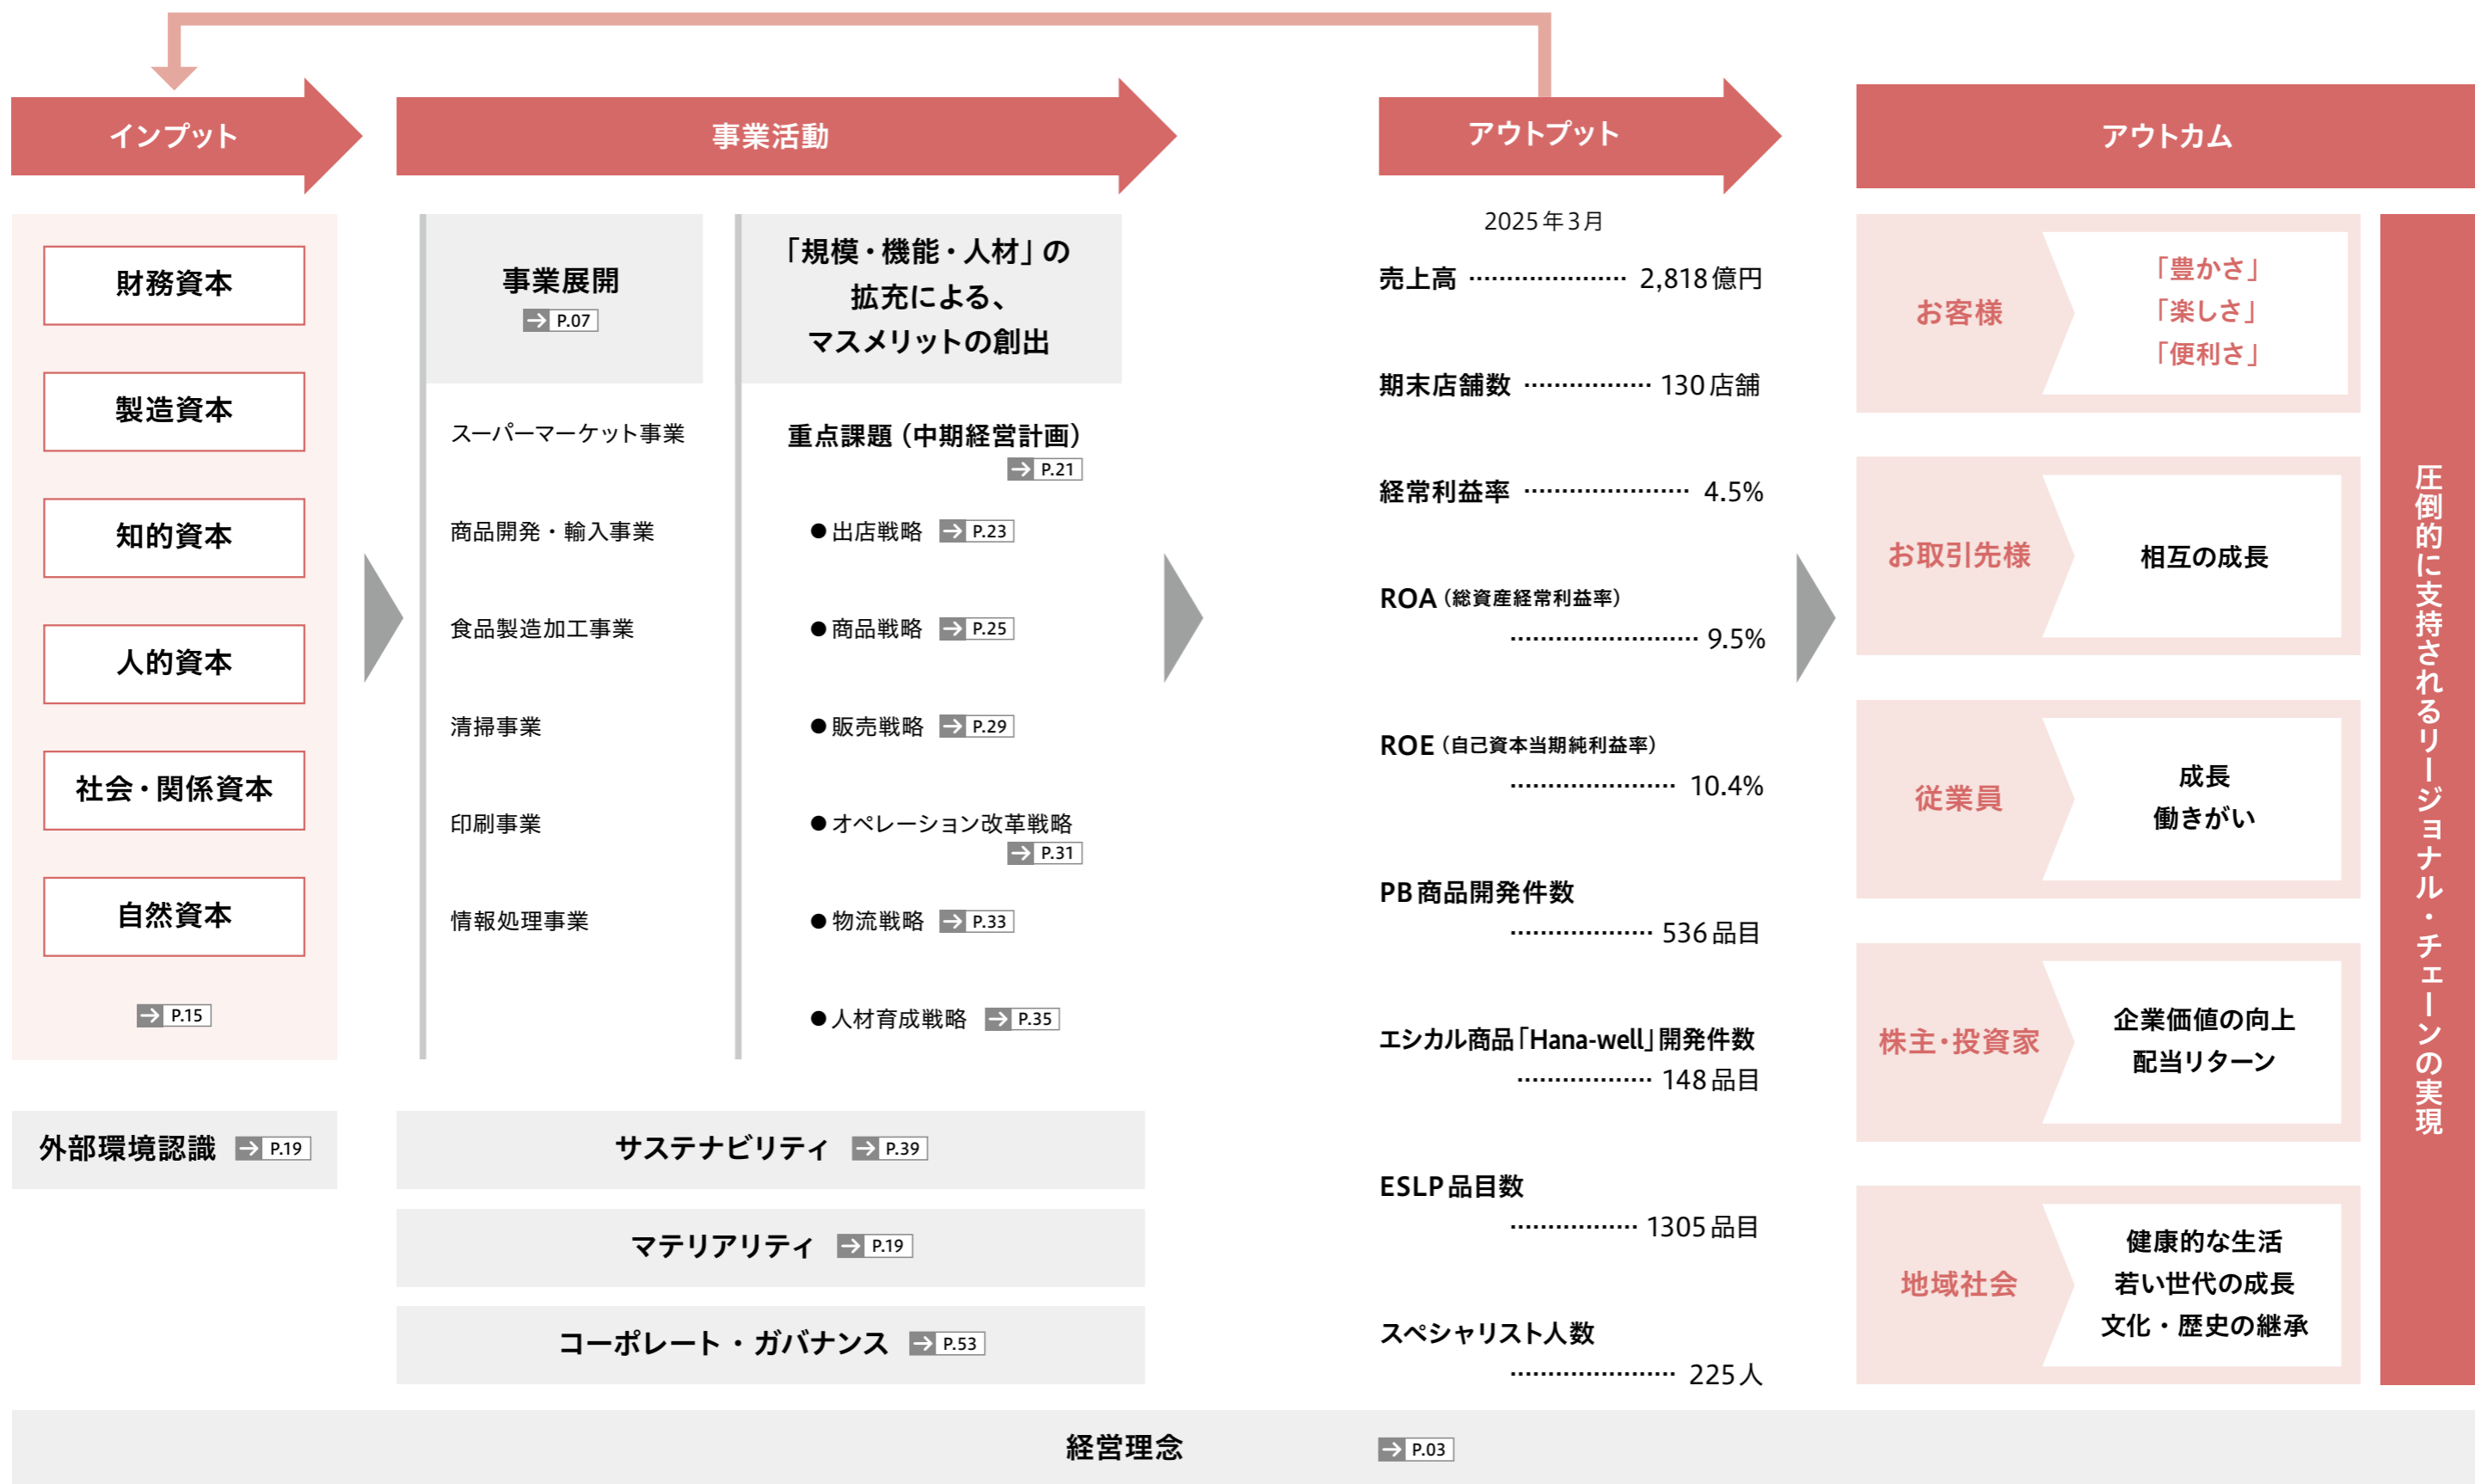 インプット
事業活動
アウトプット
アウトカム
財務資本
製造資本
知的資本
人的資本
社会・関係資本
自然資本
→ P.15
外部環境認識 → P.19
事業展開
→ P.07
スーパーマーケット事業
商品開発・輸入事業
食品製造加工事業
清掃事業
印刷事業
情報処理事業
「規模・機能・人材」の
拡充による、
マスメリットの創出
重点課題（中期経営計画）
→ P.21
●出店戦略 → P.23
●商品戦略 → P.25
●販売戦略 → P.29
●オペレーション改革戦略
→ P.31
●物流戦略 → P.33
●人材育成戦略 → P.35
サステナビリティ → P.39
マテリアリティ → P.19
コーポレート・ガバナンス → P.53
2025年3月
売上高 ····················· 2,818億円
期末店舗数 ················· 130店舗
経常利益率 ······················ 4.5%
ROA（総資産経常利益率）
························· 9.5%
ROE（自己資本当期純利益率）
······················ 10.4%
PB商品開発件数
··················· 536品目
エシカル商品「Hana-well」開発件数
·················· 148品目
ESLP品目数
················· 1305品目
スペシャリスト人数
······················ 225人
お客様
「豊かさ」
「楽しさ」
「便利さ」
お取引先様
相互の成長
従業員
成長
働きがい
株主・投資家
企業価値の向上
配当リターン
地域社会
健康的な生活
若い世代の成長
文化・歴史の継承
圧倒的に支持されるリージョナル・チェーンの実現
経営理念 → P.03